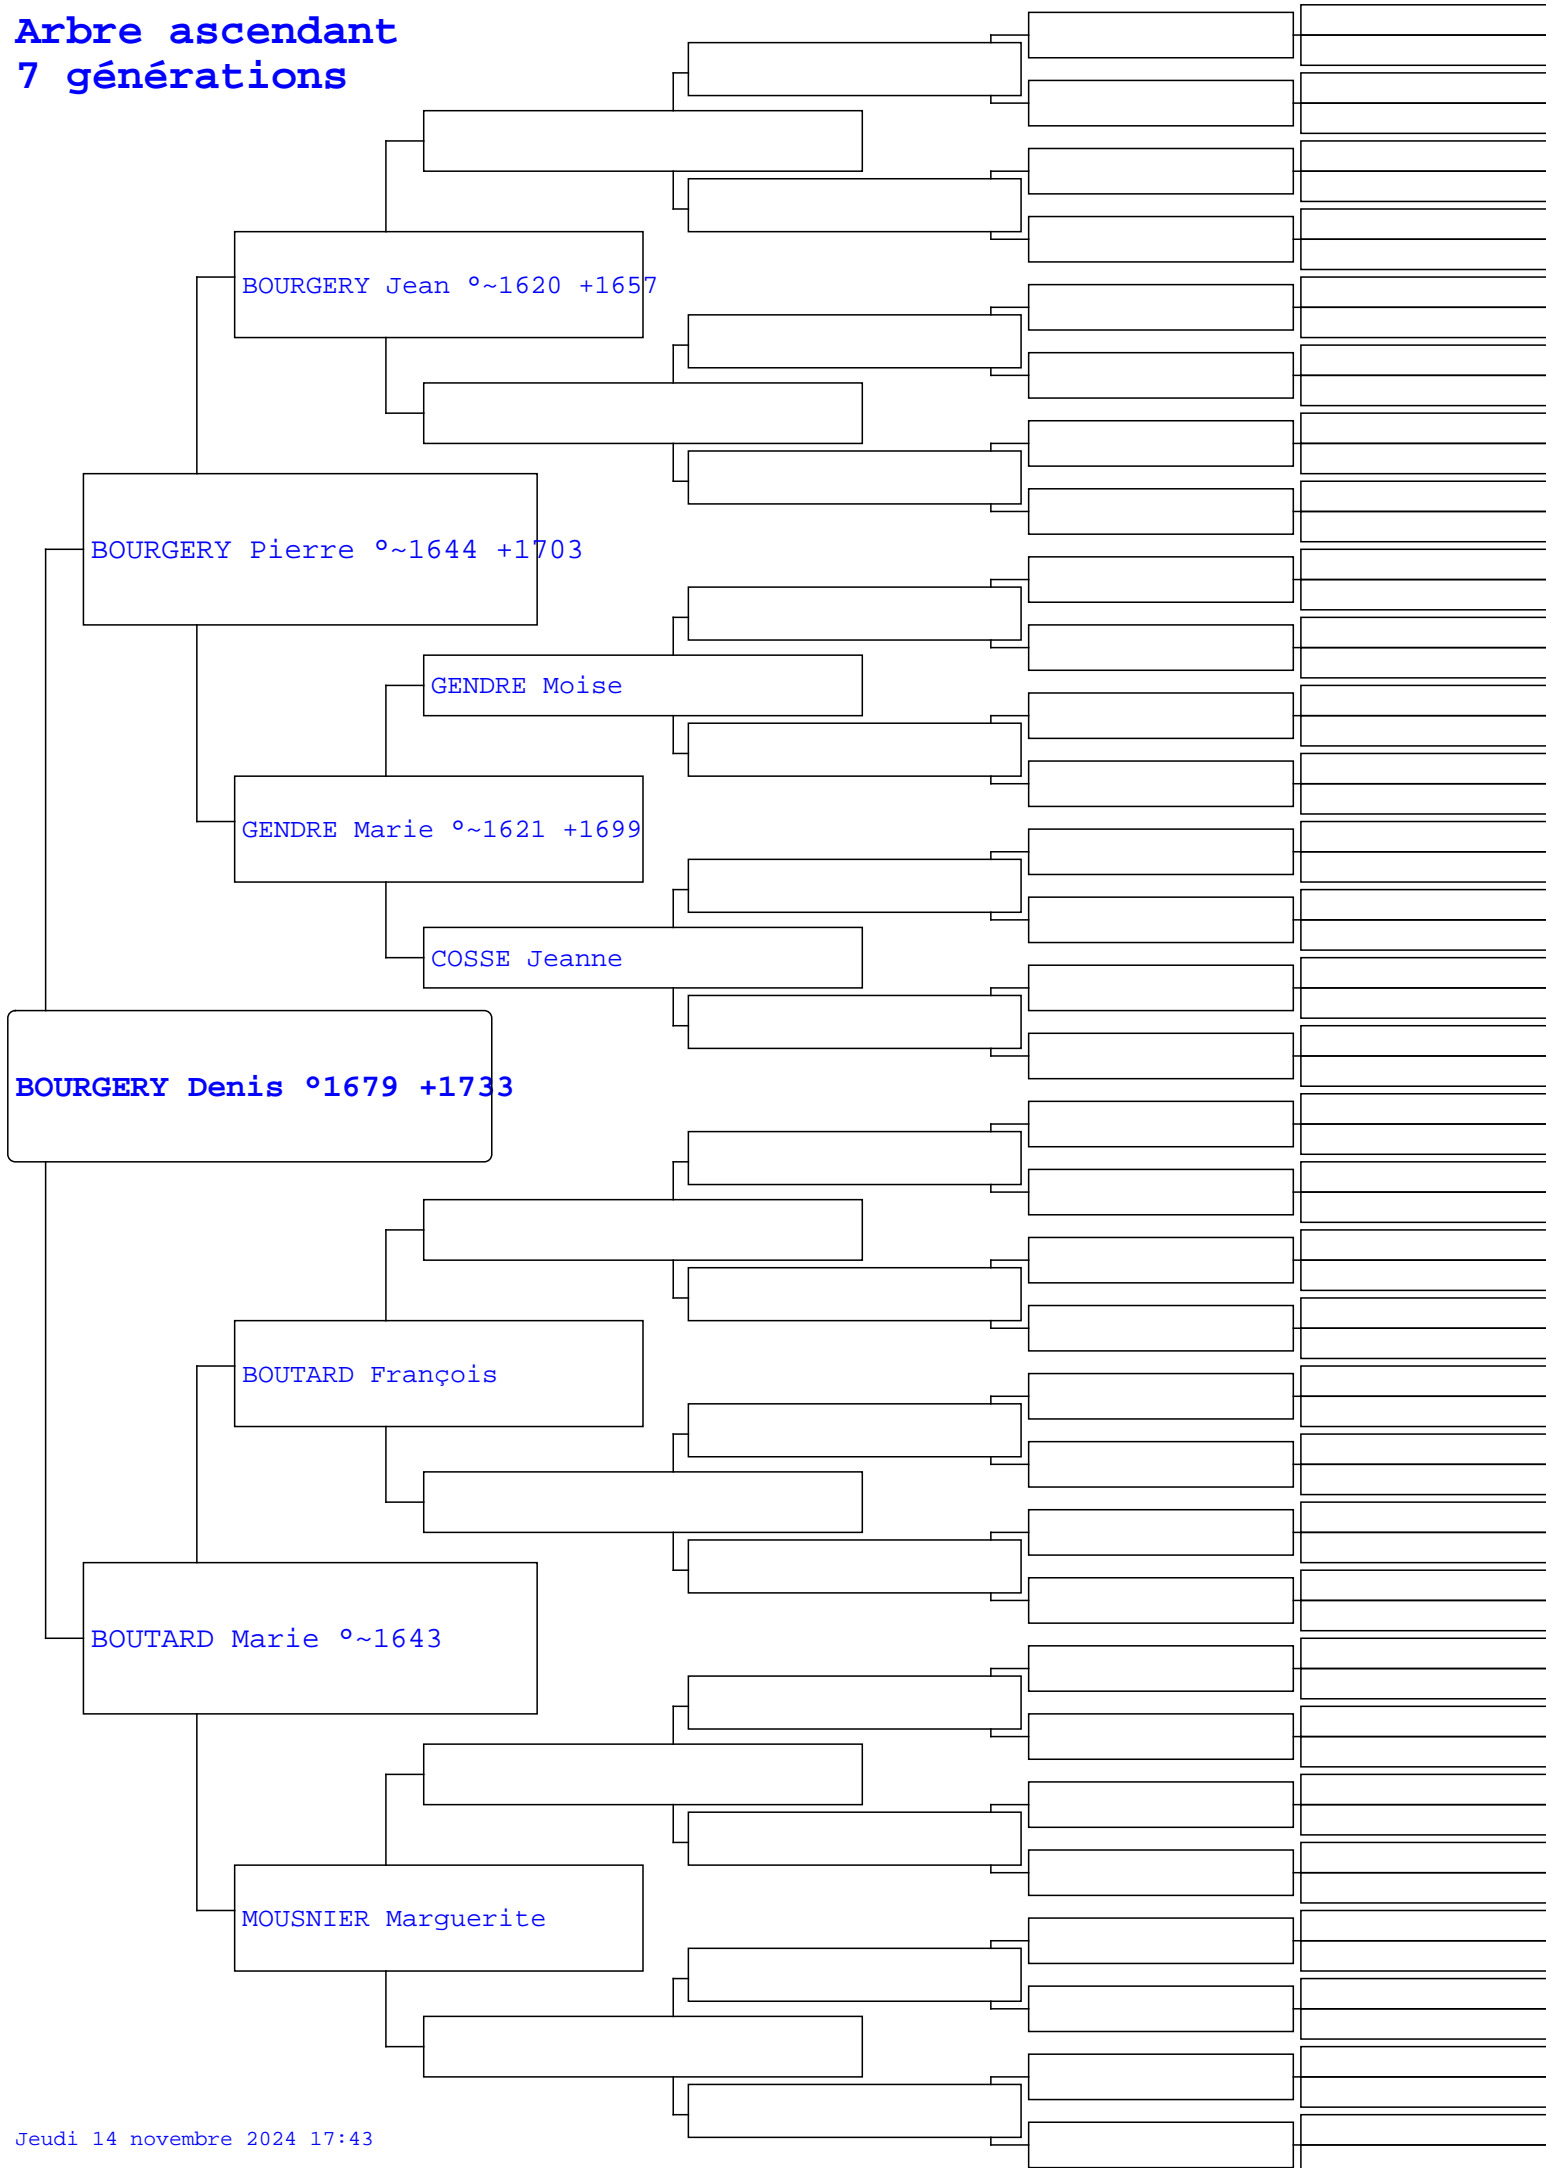 Arbre ascendant
7 générations
BOURGERY Jean °~1620 +1657
BOURGERY Pierre °~1644 +1703
GENDRE Moise
GENDRE Marie °~1621 +1699
COSSE Jeanne
BOURGERY Denis °1679 +1733
BOUTARD François
BOUTARD Marie °~1643
MOUSNIER Marguerite
Jeudi 14 novembre 2024 17:43